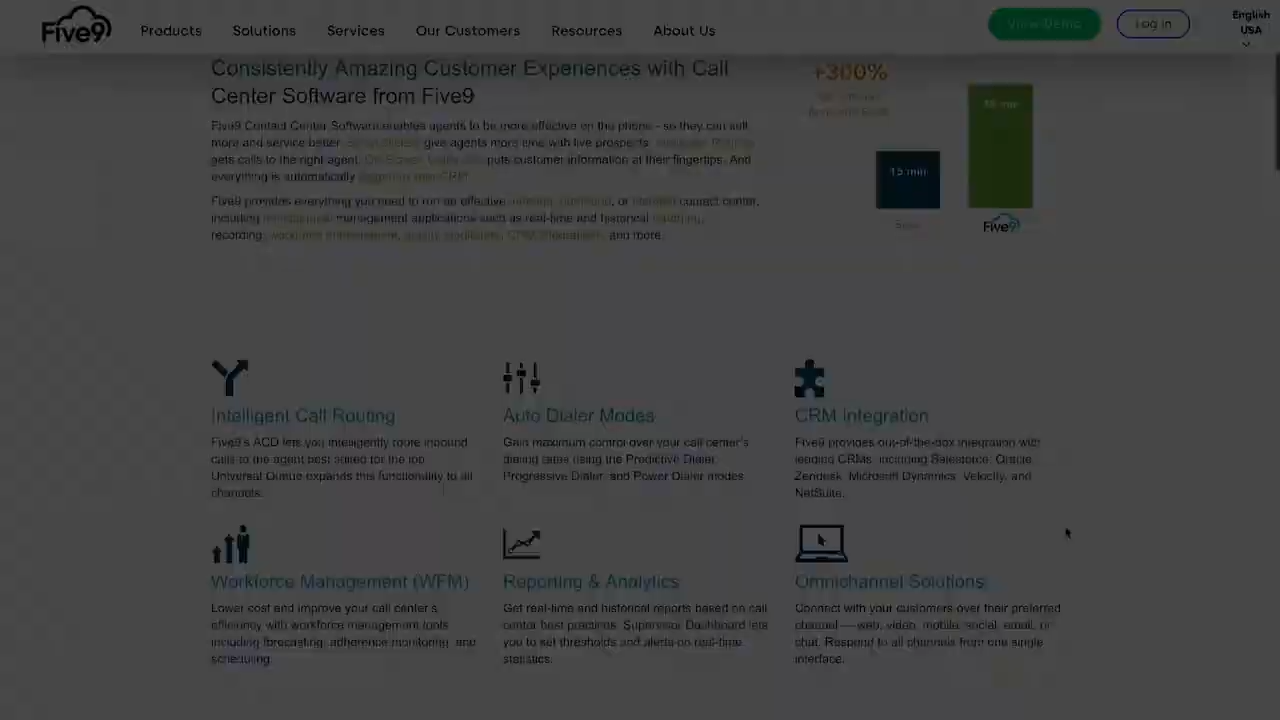 Five9
Products
Solutions
Services
Our Customers
Resources
About Us
View Demo
Log in
English
USA
Consistently Amazing Customer Experiences with Call
Center Software from Five9
Five9 Contact Center Software enables agents to be more effective on the phone - so they can sell
more and service better. give agents more time with live prospects.
gets calls to the right agent. puts customer information at their fingertips. And
everything is automatically
Five9 provides everything you need to run an effective or contact center,
including management applications such as real-time and historical
recording, and more.
+300%
15 min
Five9
Intelligent Call Routing
Five9's ACD lets you intelligently route inbound
calls to the agent best suited for the job.
Universal Queue expands this functionality to all
channels.
Auto Dialer Modes
Gain maximum control over your call center's
dialing rates using the Predictive Dialer,
Progressive Dialer, and Power Dialer modes.
CRM Integration
Five9 provides out-of-the-box integration with
leading CRMs, including Salesforce, Oracle,
Zendesk, Microsoft Dynamics, Velocity, and
NetSuite.
Workforce Management (WFM)
Lower cost and improve your call center's
efficiency with workforce management tools
including forecasting, adherence monitoring, and
scheduling.
Reporting & Analytics
Get real-time and historical reports based on call
center best practices. Supervisor Dashboard lets
you to set thresholds and alerts on real-time
statistics.
Omnichannel Solutions
Connect with your customers over their preferred
channel — web, video, mobile, social, email, or
chat. Respond to all channels from one single
interface.